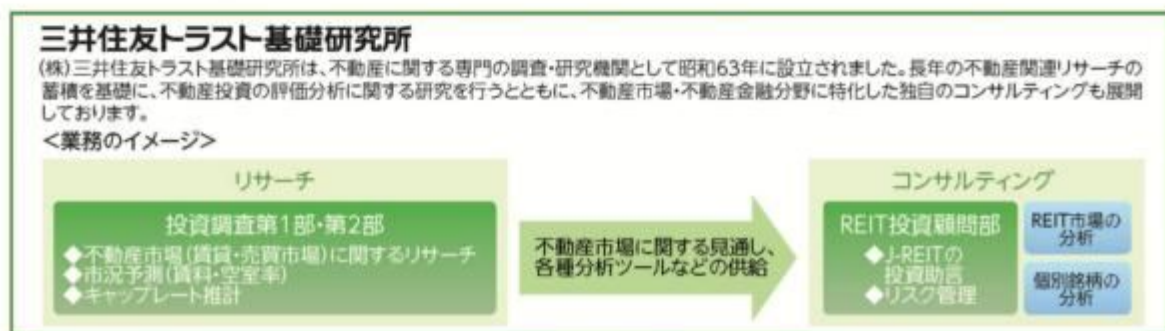 三井住友トラスト基礎研究所
(株)三井住友トラスト基礎研究所は、不動産に関する専門の調査・研究機関として昭和63年に設立されました。長年の不動産関連リサーチの
蓄積を基礎に、不動産投資の評価分析に関する研究を行うとともに、不動産市場・不動産金融分野に特化した独自のコンサルティングも展開
しております。
<業務のイメージ>
リサーチ
投資調査第1部・第2部
◆不動産市場(賃貸・売買市場)に関するリサーチ
◆市況予測(賃料・空室率)
◆キャップレート推計
不動産市場に関する見通し、
各種分析ツールなどの供給
コンサルティング
REIT投資顧問部
◆J-REITの
投資助言
◆リスク管理
REIT市場の
分析
個別銘柄の
分析